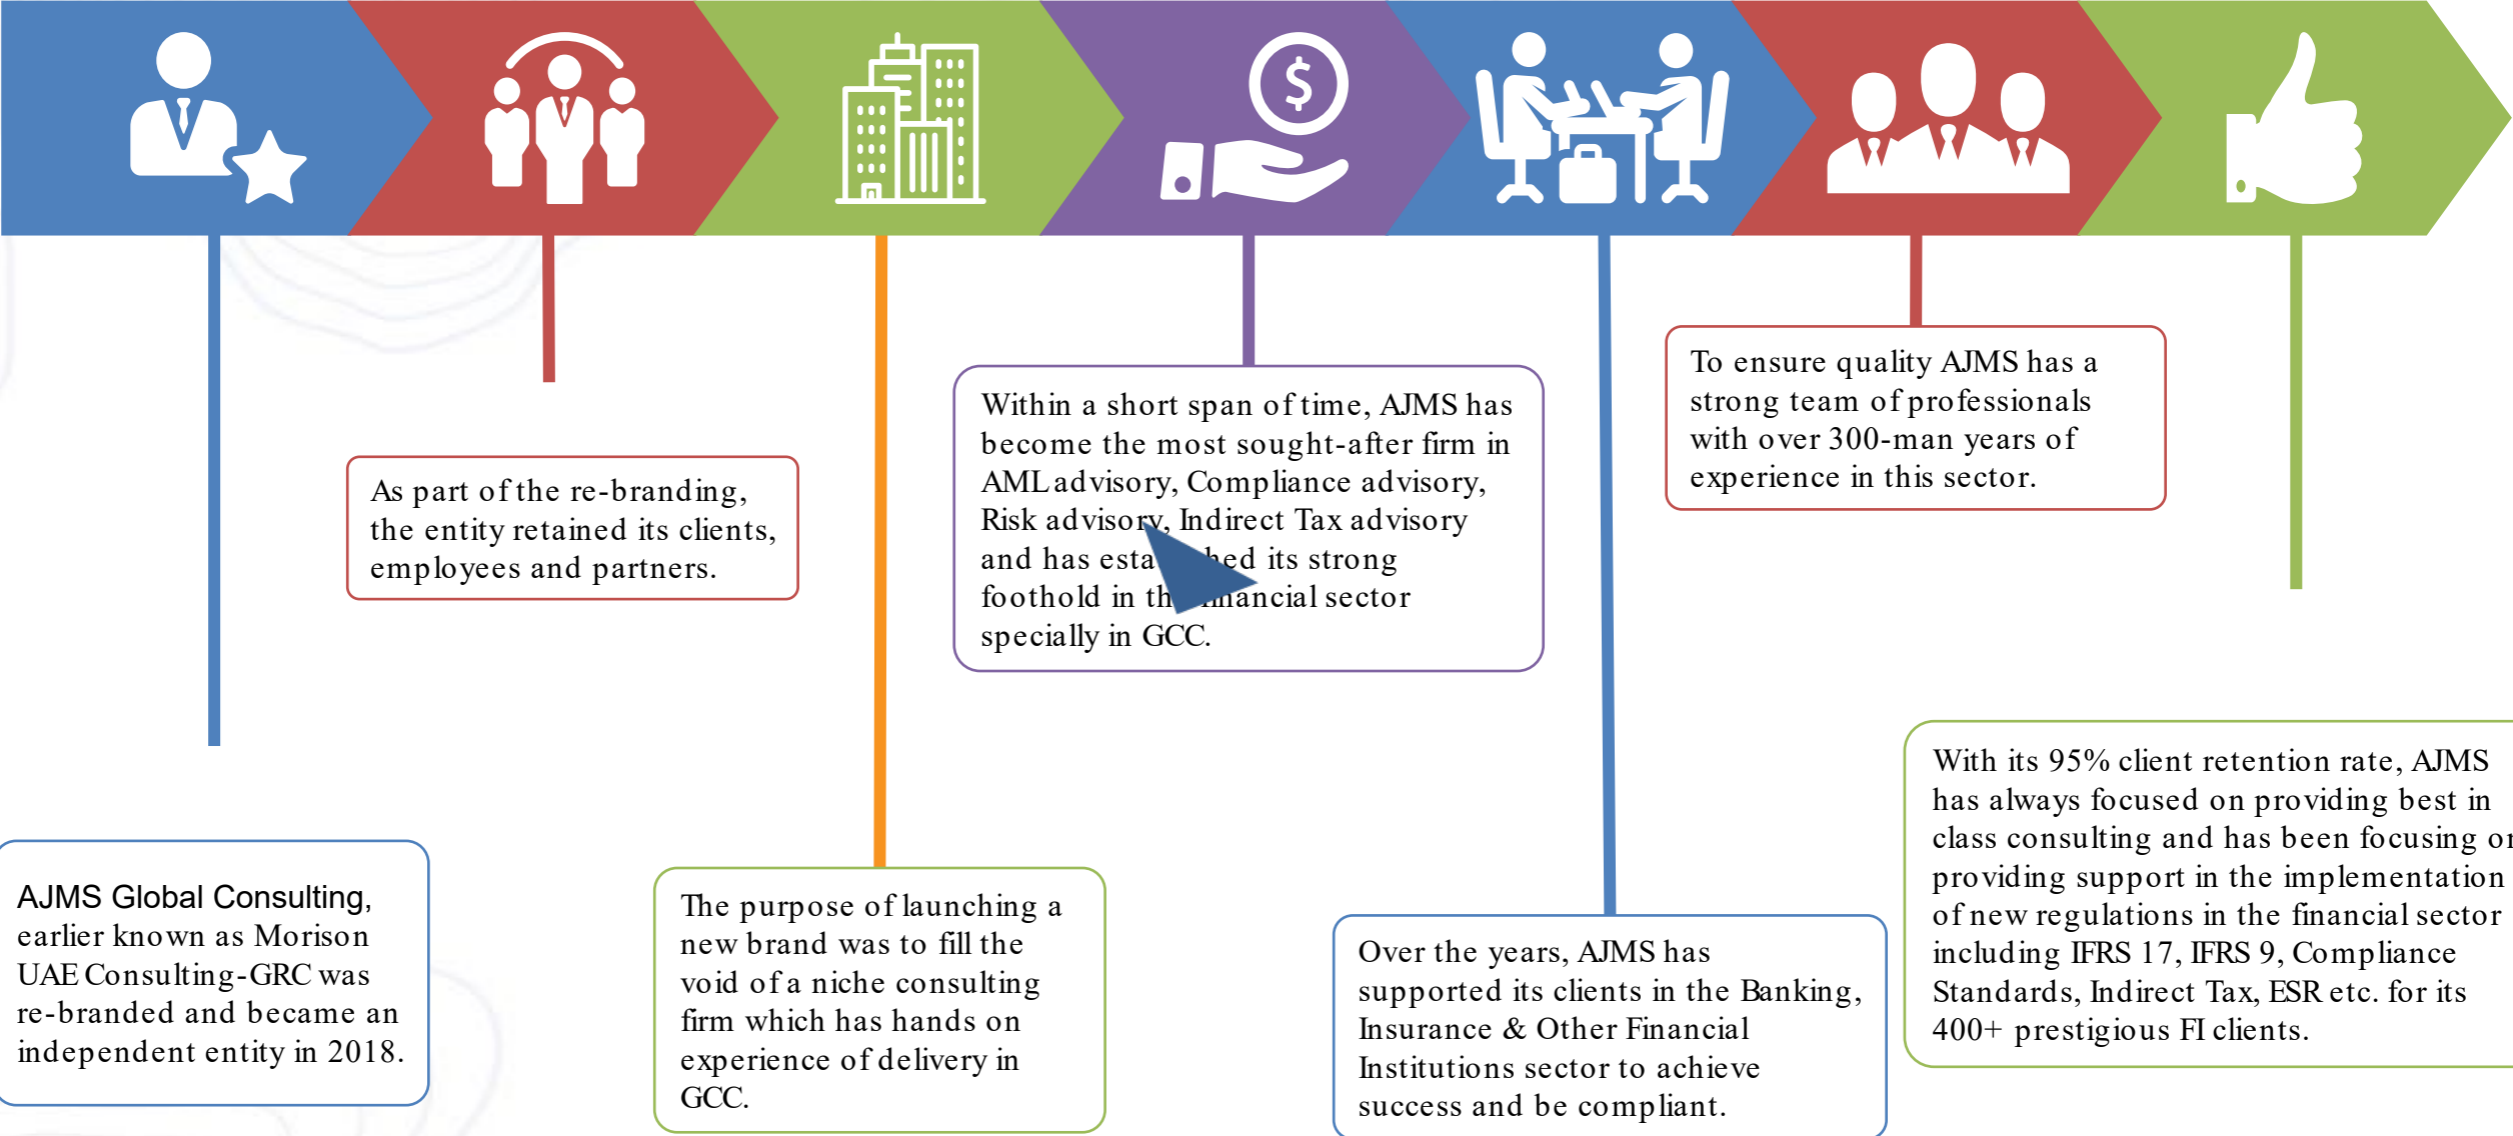 AJMS Global Consulting,
earlier known as Morison
UAE Consulting-GRC was
re-branded and became an
independent entity in 2018.
As part of the re-branding,
the entity retained its clients,
employees and partners.
The purpose of launching a
new brand was to fill the
void of a niche consulting
firm which has hands on
experience of delivery in
GCC.
Within a short span of time, AJMS has
become the most sought-after firm in
AML advisory, Compliance advisory,
Risk advisory, Indirect Tax advisory
and has its strong
foothold in sector
specially in GCC.
Over the years, AJMS has
supported its clients in the Banking,
Insurance & Other Financial
Institutions sector to achieve
success and be compliant.
To ensure quality AJMS has a
strong team of professionals
with over 300-man years of
experience in this sector.
With its 95% client retention rate, AJMS
has always focused on providing best in
class consulting and has been focusing
providing support in the implementation
of new regulations in the financial sector
including IFRS 17, IFRS 9, Compliance
Standards, Indirect Tax, ESR etc. for its
400+ prestigious FI clients.
$